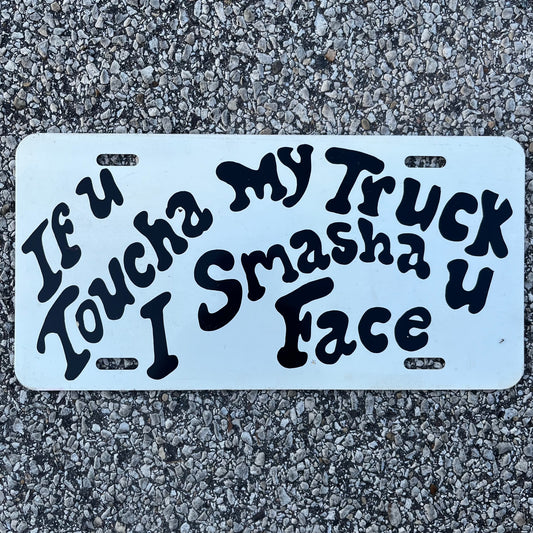 If u
Toucha My Truck
I Smasha u
Face